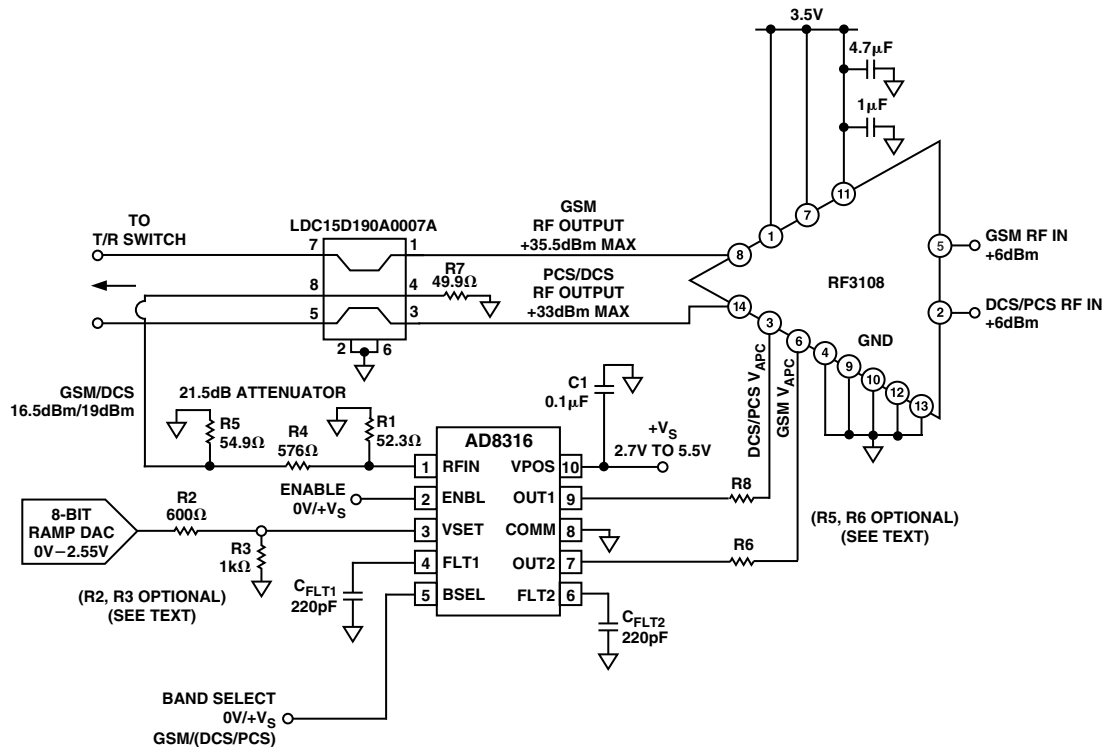 3.5V
4.7µF
1µF
11
7
1
8
14
3
6
4
9
10
12
13
5
2
GSM RF IN
+6dBm
DCS/PCS RF IN
+6dBm
RF3108
GND
TO
T/R SWITCH
LDC15D190A0007A
7
1
8
4
5
3
2
6
GSM
RF OUTPUT
+35.5dBm MAX
R7
49.9Ω
PCS/DCS
RF OUTPUT
+33dBm MAX
DCS/PCS VAPC
GSM VAPC
GSM/DCS
16.5dBm/19dBm
21.5dB ATTENUATOR
R5
54.9Ω
R4
576Ω
R1
52.3Ω
C1
0.1µF
+VS
2.7V TO 5.5V
AD8316
1 RFIN
VPOS 10
2 ENBL
OUT1 9
3 VSET
COMM 8
4 FLT1
OUT2 7
5 BSEL
FLT2 6
ENABLE
0V/+VS
8-BIT
RAMP DAC
0V–2.55V
R2
600Ω
R3
1kΩ
(R2, R3 OPTIONAL)
(SEE TEXT)
CFLT1
220pF
CFLT2
220pF
R8
R6
(R5, R6 OPTIONAL)
(SEE TEXT)
BAND SELECT
0V/+VS
GSM/(DCS/PCS)